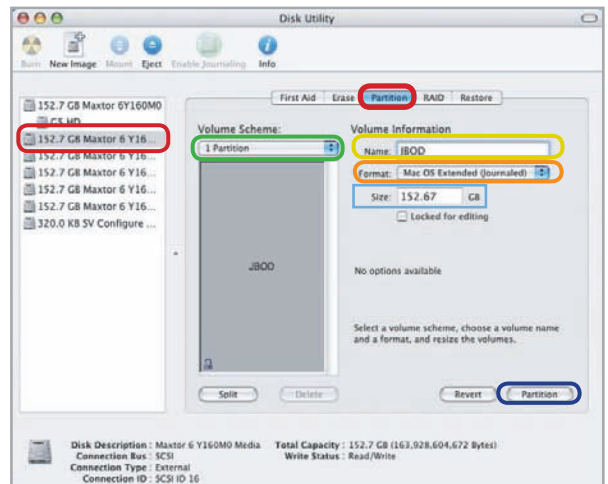 Disk Utility
Burn New Image Mount Eject Enable Journaling Info
First Aid Erase Partition RAID Restore
152.7 GB Maxtor 6Y160M0
G5 HD
152.7 GB Maxtor 6 Y16...
152.7 GB Maxtor 6 Y16...
152.7 GB Maxtor 6 Y16...
152.7 GB Maxtor 6 Y16...
152.7 GB Maxtor 6 Y16...
320.0 KB SV Configure ...
Volume Scheme:
1 Partition
JBOD
Split Delete
Volume Information
Name: JBOD
Format: Mac OS Extended (Journaled)
Size: 152.67 GB
Locked for editing
No options available
Select a volume scheme, choose a volume name
and a format, and resize the volumes.
Revert Partition
Disk Description : Maxtor 6 Y160M0 Media Total Capacity : 152.7 GB (163,928,604,672 Bytes)
Connection Bus : SCSI Write Status : Read/Write
Connection Type : External
Connection ID : SCSI ID 16